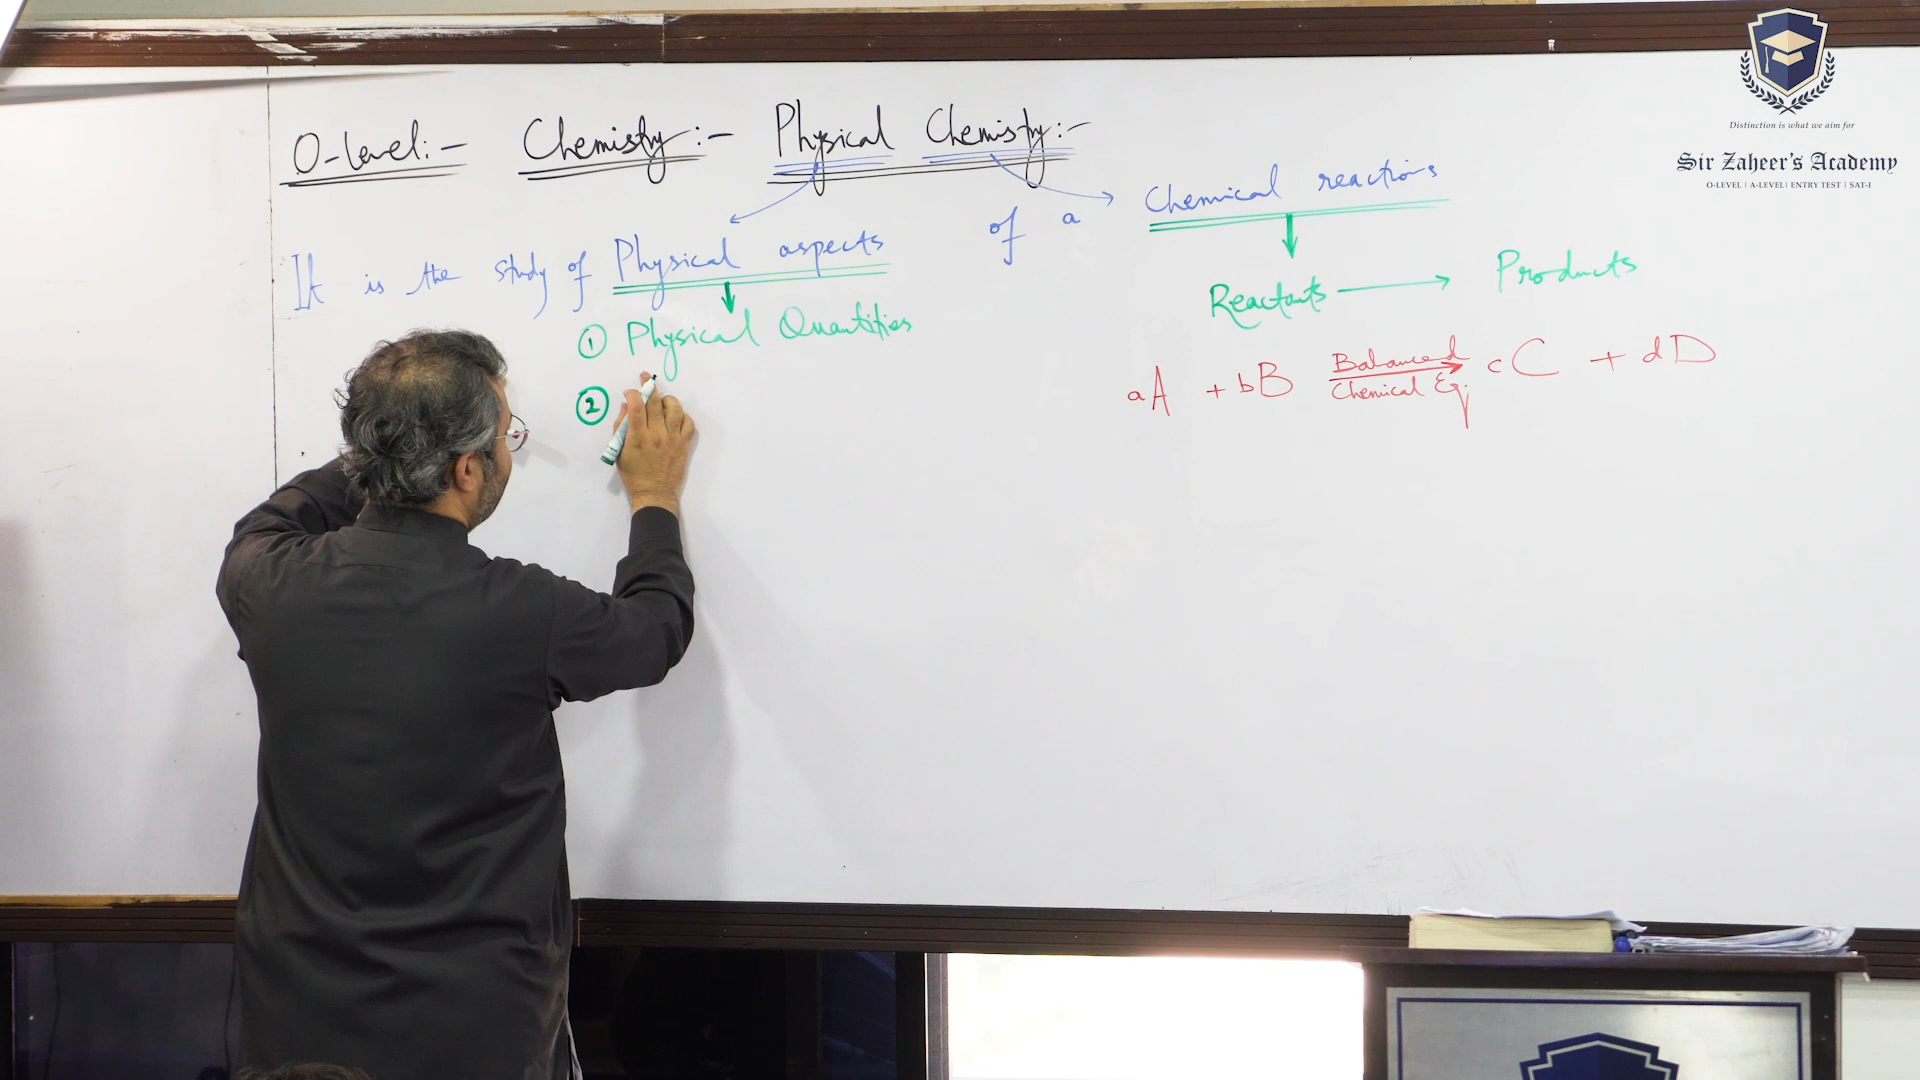 O-level:- Chemistry:- Physical Chemistry:-
It is the study of Physical aspects of a Chemical reactions
Reactants → Products
① Physical Quantities
aA + bB Balanced Chemical Eq. cC + dD
②
Distinction is what we aim for
Sir Zaheer's Academy
O-LEVEL | A-LEVEL | ENTRY TEST | SAT-I